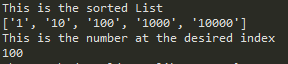 This is the sorted List
['1', '10', '100', '1000', '10000']
This is the number at the desired index
100